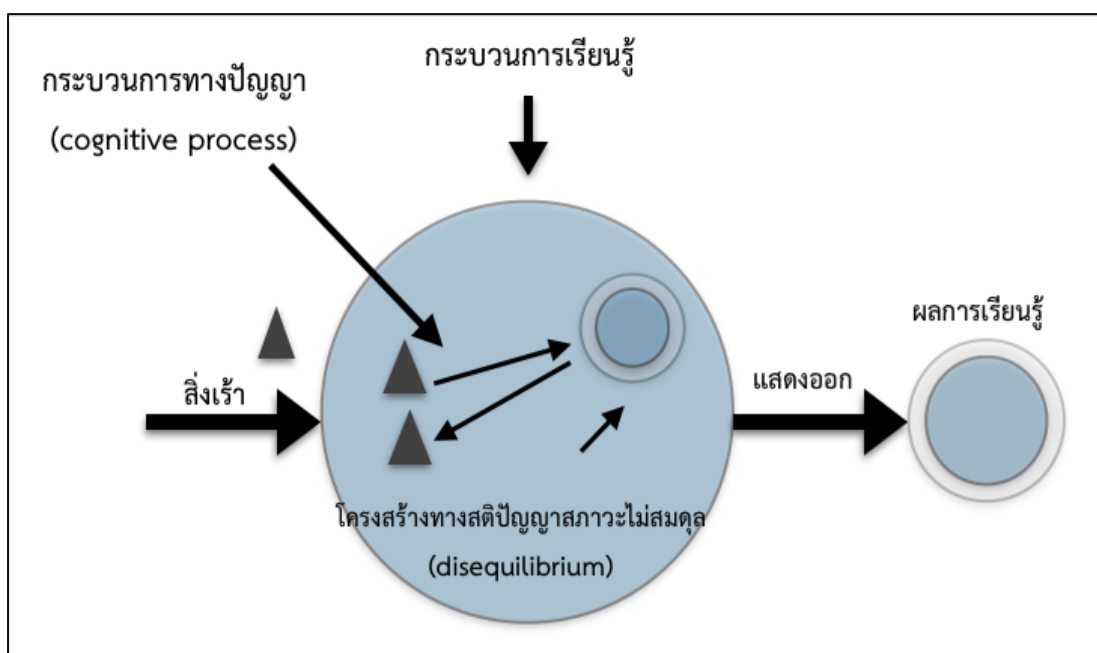 กระบวนการเรียนรู้
กระบวนการทางปัญญา
(cognitive process)
ผลการเรียนรู้
สิ่งเร้า
แสดงออก
โครงสร้างทางสติปัญญาสภาวะไม่สมดุล
(disequilibrium)